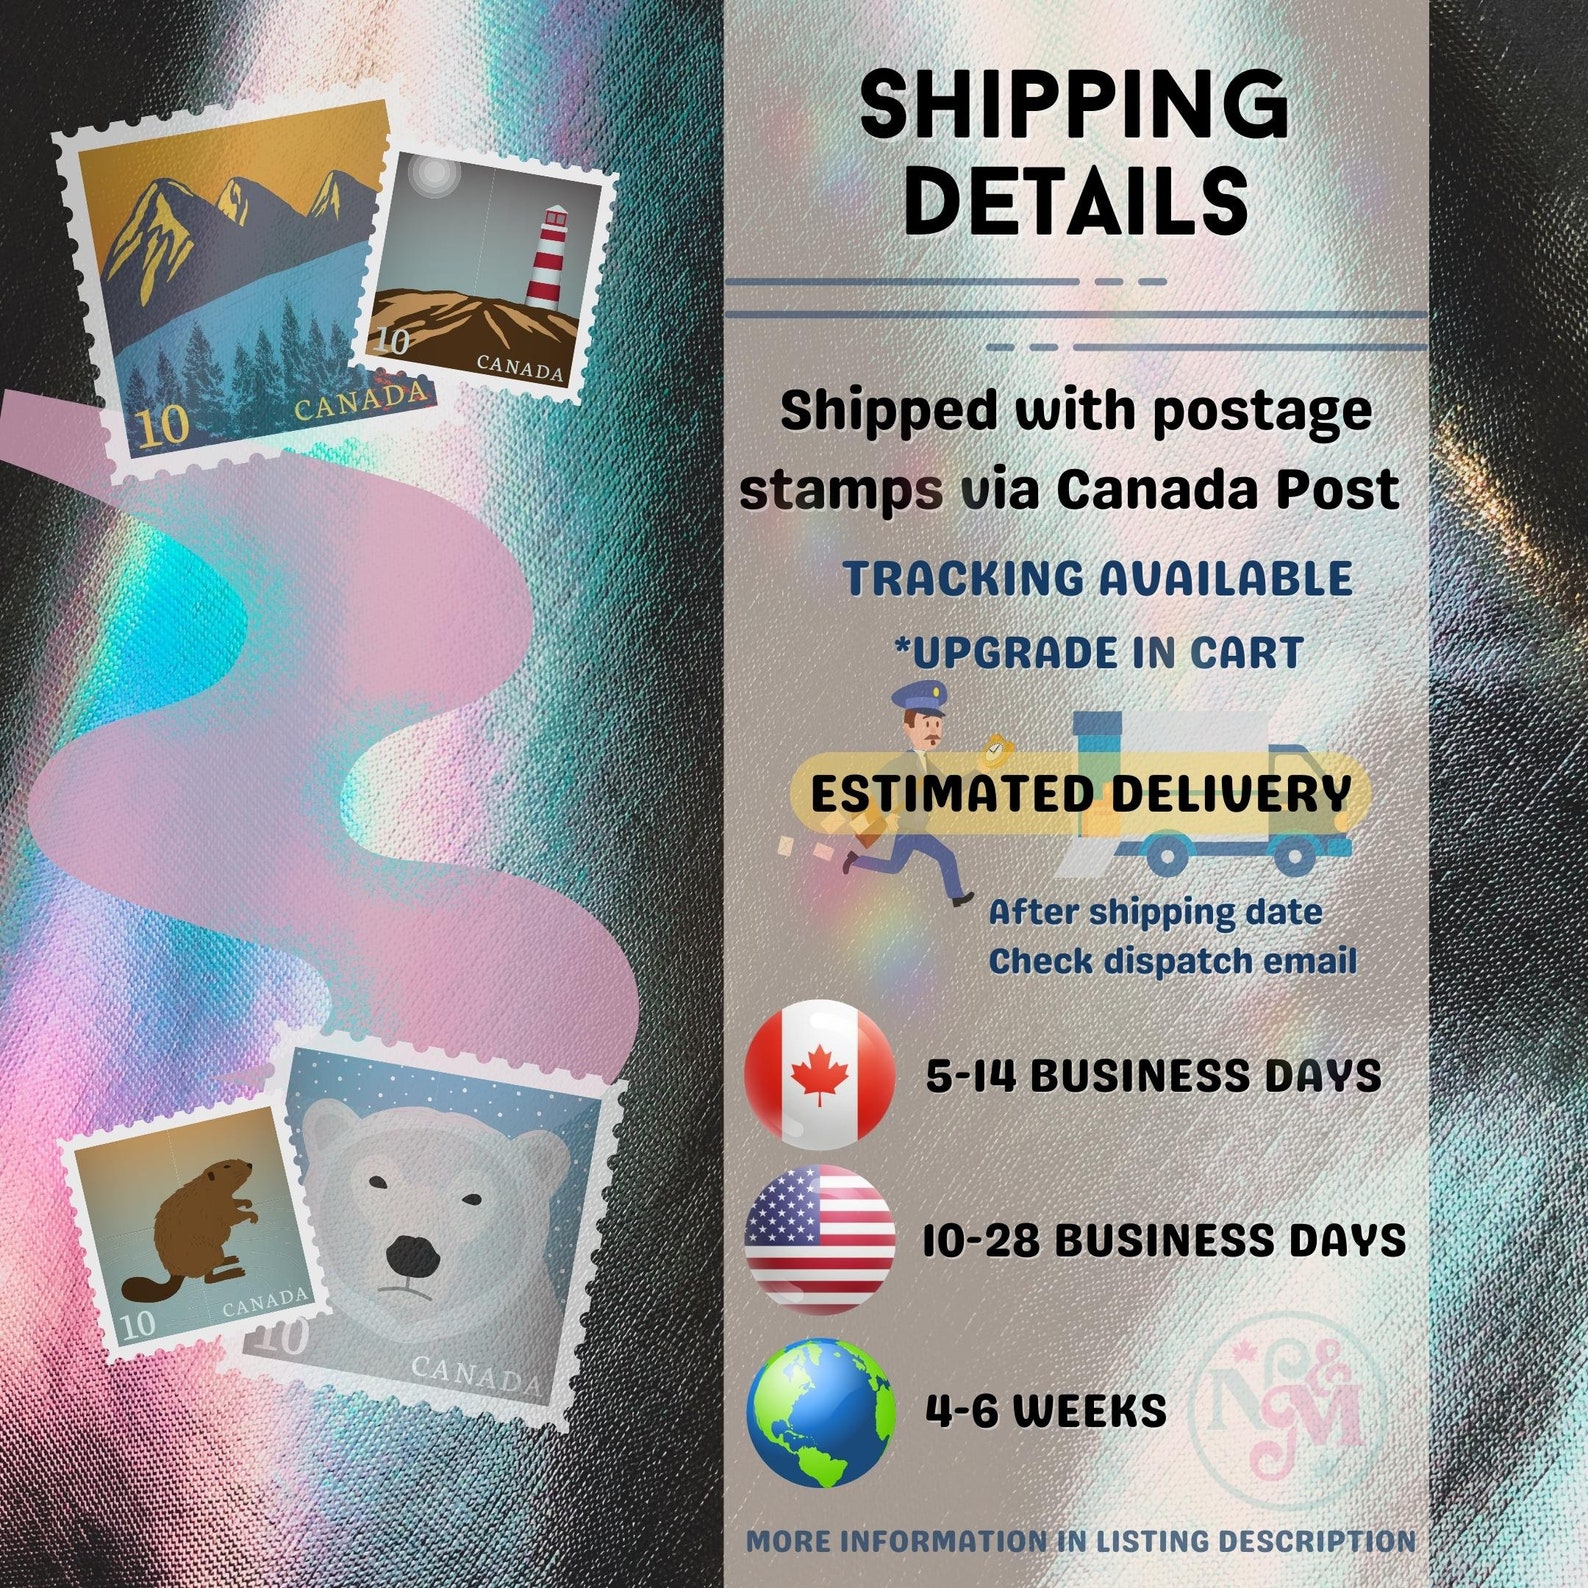 SHIPPING
DETAILS
Shipped with postage
stamps via Canada Post
TRACKING AVAILABLE
*UPGRADE IN CART
ESTIMATED DELIVERY
After shipping date
Check dispatch email
5-14 BUSINESS DAYS
10-28 BUSINESS DAYS
4-6 WEEKS
N&M
MORE INFORMATION IN LISTING DESCRIPTION
10
CANADA
10
CANADA
10
CANADA
10
CANADA